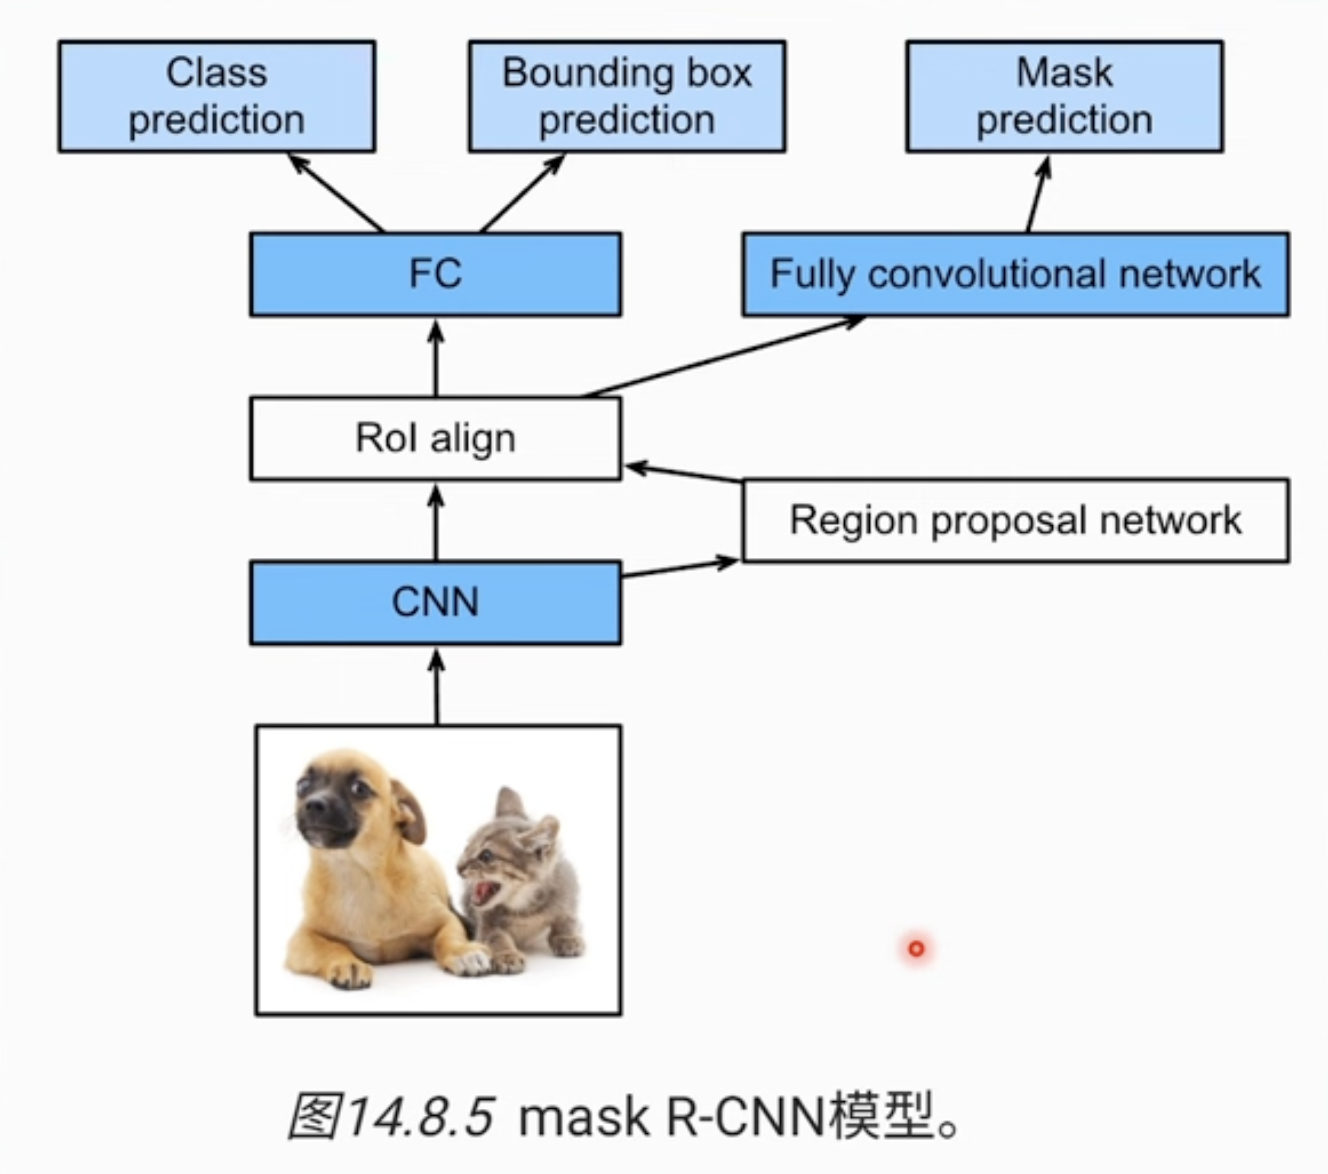 Class
prediction
Bounding box
prediction
Mask
prediction
FC
Fully convolutional network
RoI align
Region proposal network
CNN
图14.8.5 mask R-CNN模型。